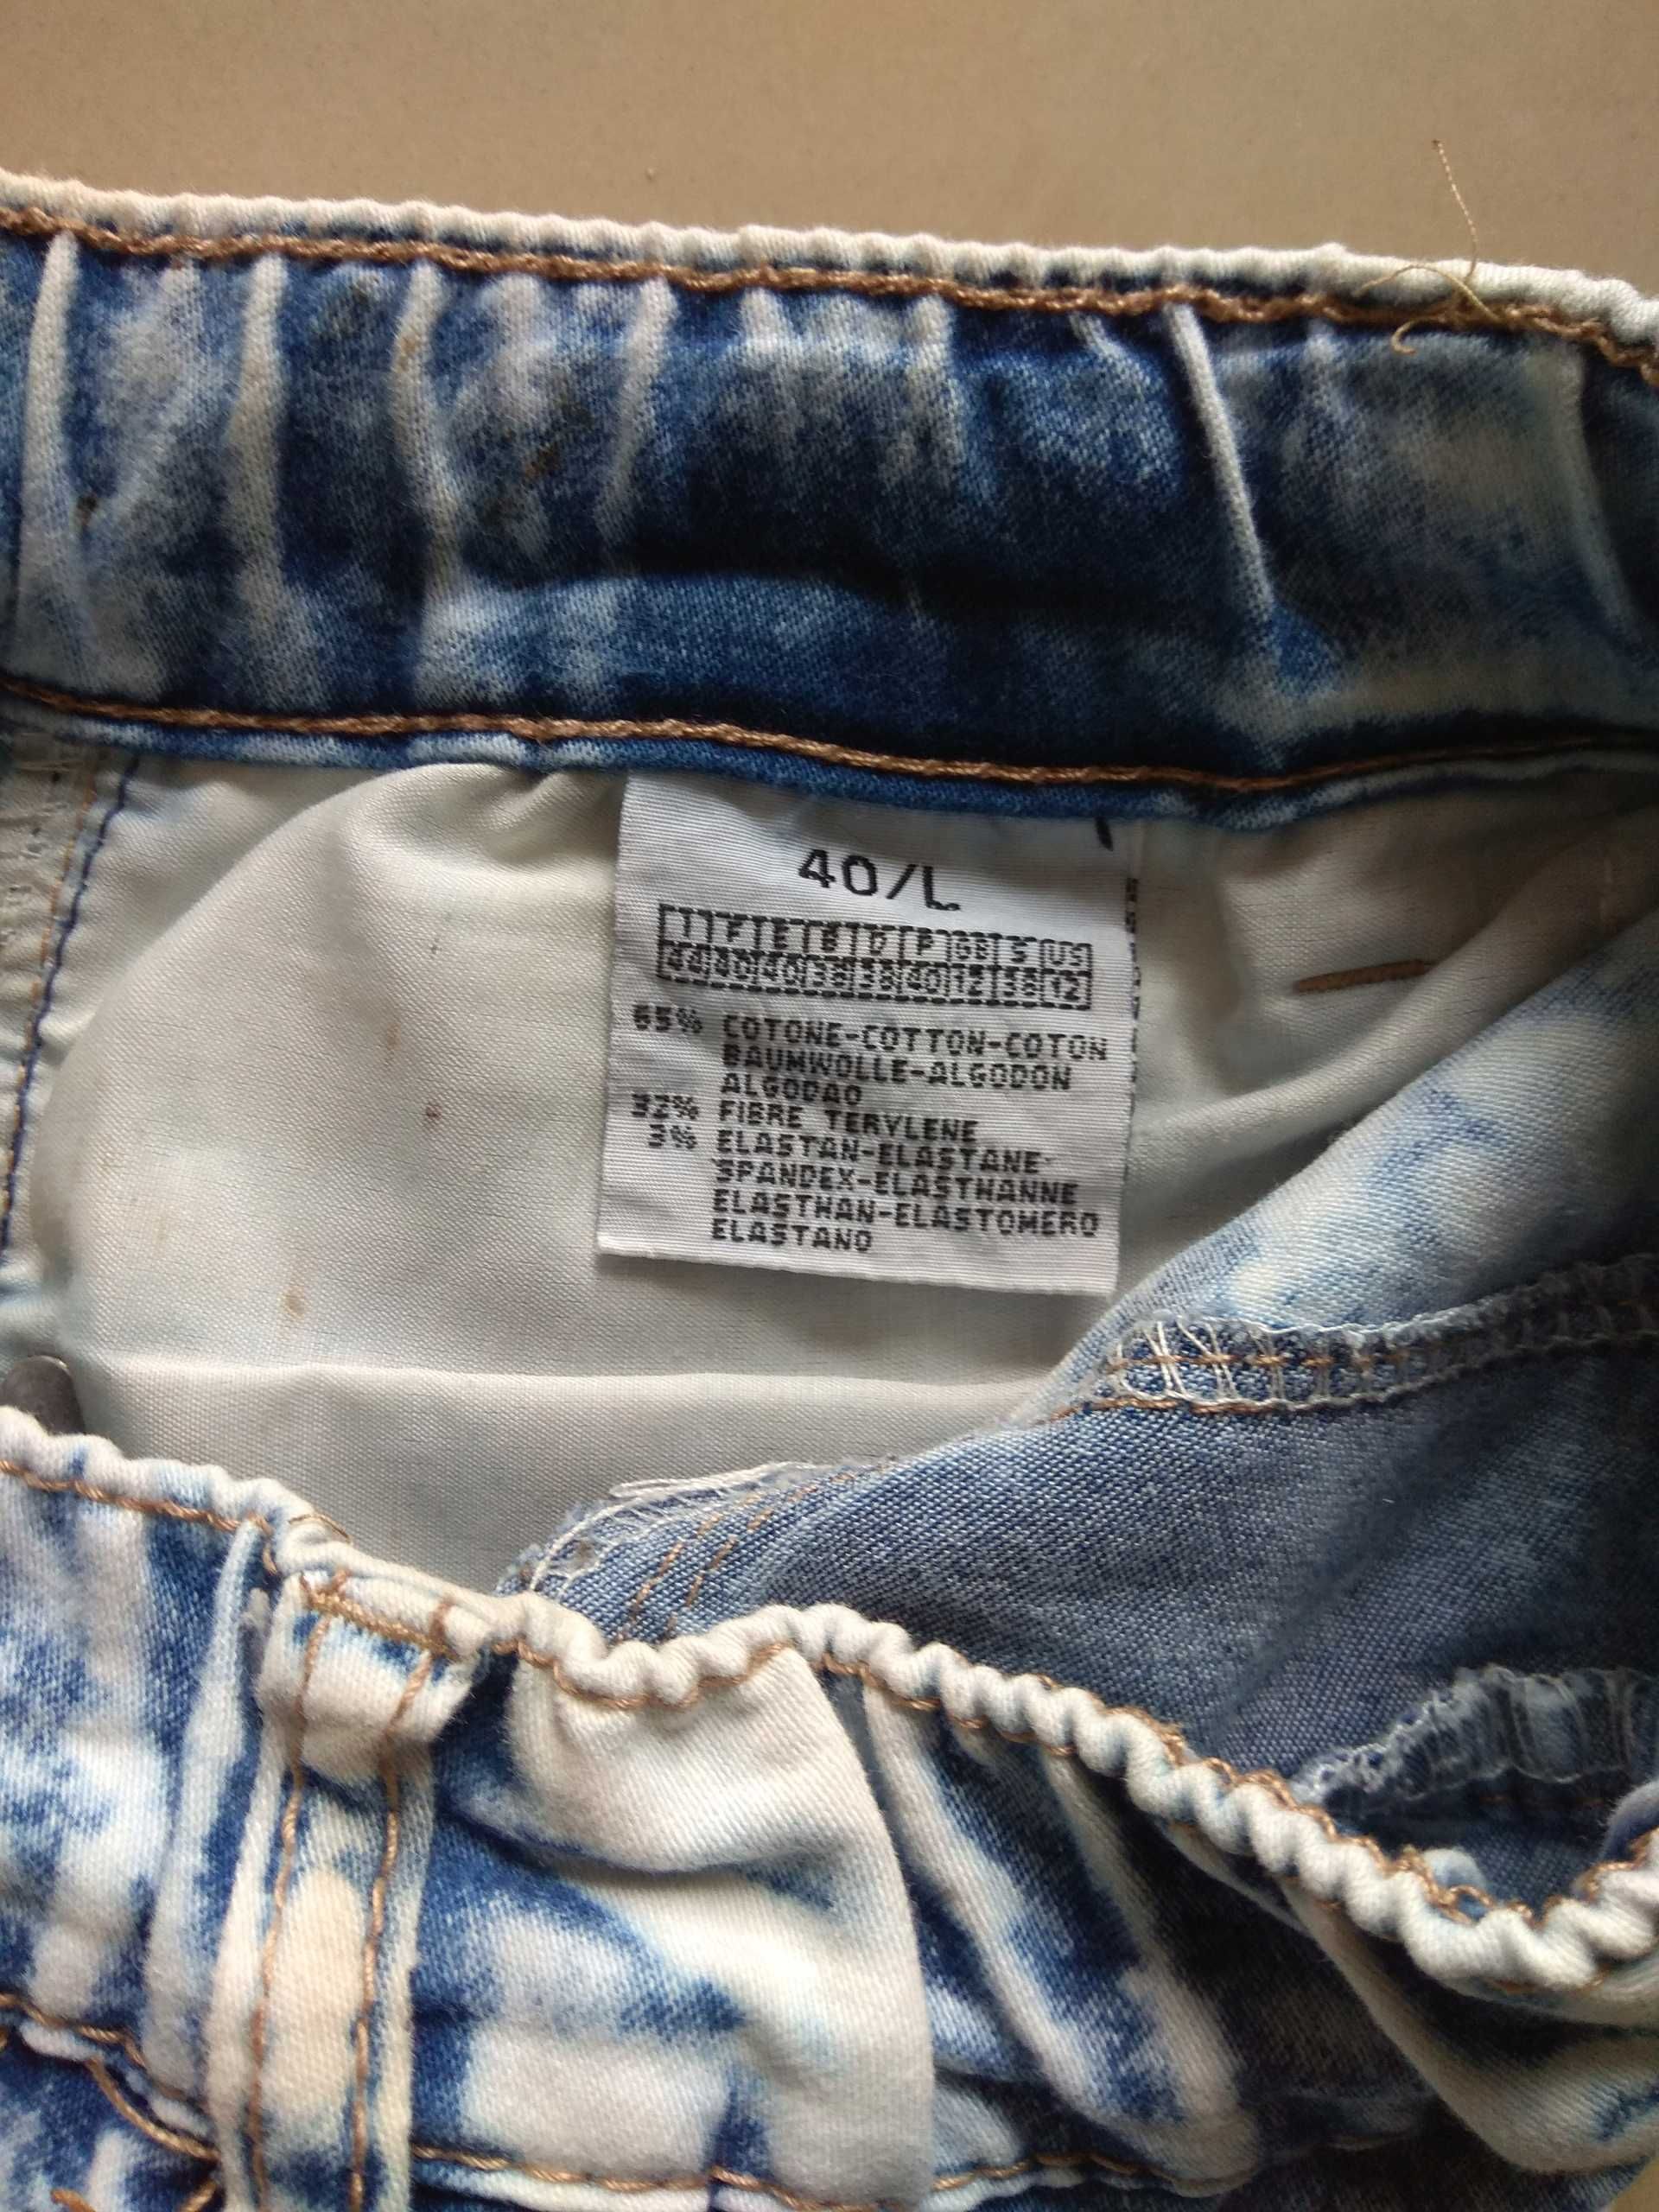 40/L
I F E B D P GB S US
44 40 40 38 38 40 12 38 12
65% COTONE-COTTON-COTON
BAUMWOLLE-ALGODON
ALGODAO
32% FIBRE TERYLENE
3% ELASTAN-ELASTANE-
SPANDEX-ELASTHANNE
ELASTHAN-ELASTOMERO
ELASTANO